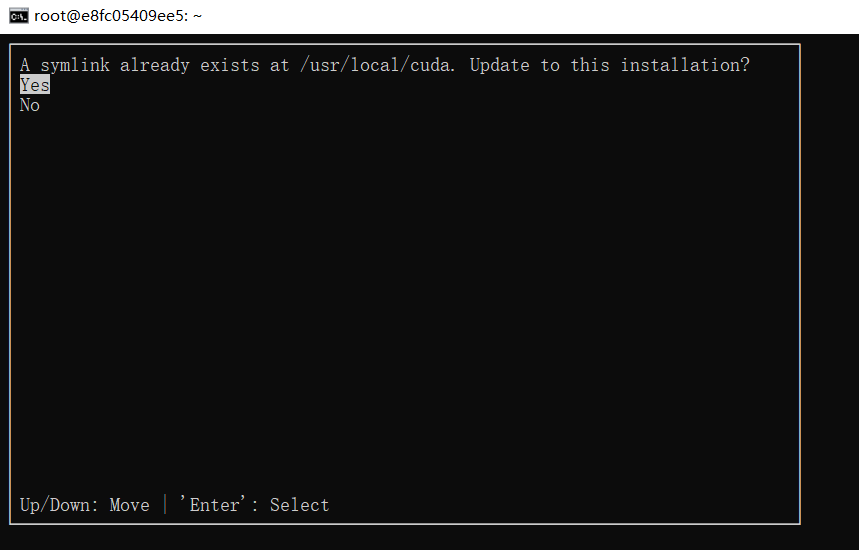 root@e8fc05409ee5: ~
A symlink already exists at /usr/local/cuda. Update to this installation?
Yes
No
Up/Down: Move | 'Enter': Select